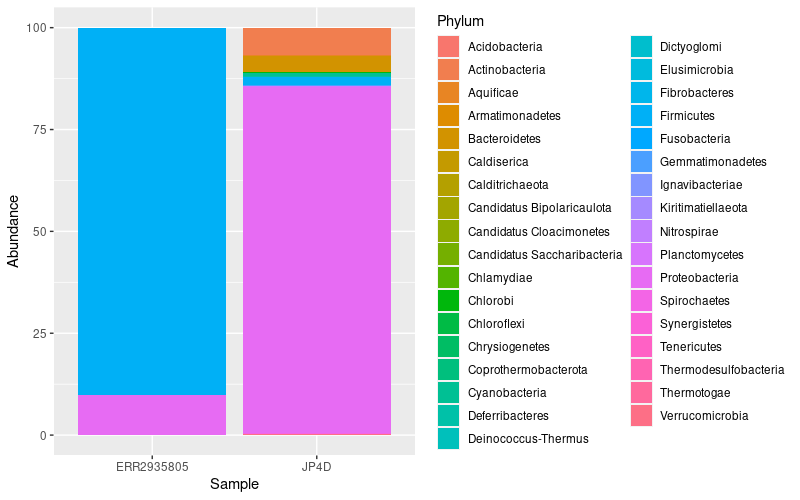 Abundance
100
75
50
25
0
ERR2935805
JP4D
Sample
Phylum
Acidobacteria
Actinobacteria
Aquificae
Armatimonadetes
Bacteroidetes
Caldiserica
Calditrichaeota
Candidatus Bipolaricaulota
Candidatus Cloacimonetes
Candidatus Saccharibacteria
Chlamydiae
Chlorobi
Chloroflexi
Chrysiogenetes
Coprothermobacterota
Cyanobacteria
Deferribacteres
Deinococcus-Thermus
Dictyoglomi
Elusimicrobia
Fibrobacteres
Firmicutes
Fusobacteria
Gemmatimonadetes
Ignavibacteriae
Kiritimatiellaeota
Nitrospirae
Planctomycetes
Proteobacteria
Spirochaetes
Synergistetes
Tenericutes
Thermodesulfobacteria
Thermotogae
Verrucomicrobia